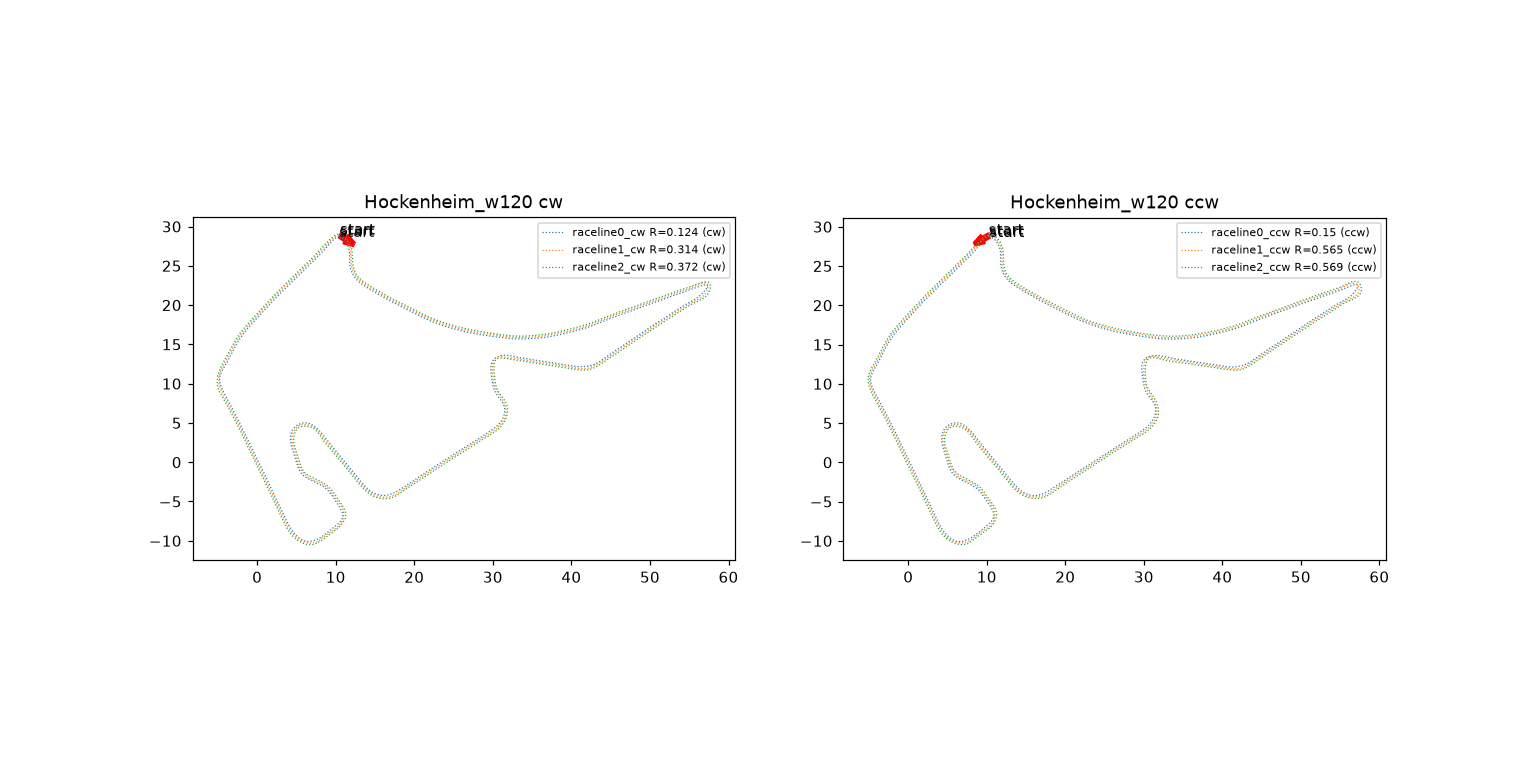 Hockenheim_w120 cw
start
start
raceline0_cw R=0.124 (cw)
raceline1_cw R=0.314 (cw)
raceline2_cw R=0.372 (cw)
30
25
20
15
10
5
0
−5
−10
0
10
20
30
40
50
60
Hockenheim_w120 ccw
start
start
raceline0_ccw R=0.15 (ccw)
raceline1_ccw R=0.565 (ccw)
raceline2_ccw R=0.569 (ccw)
30
25
20
15
10
5
0
−5
−10
0
10
20
30
40
50
60